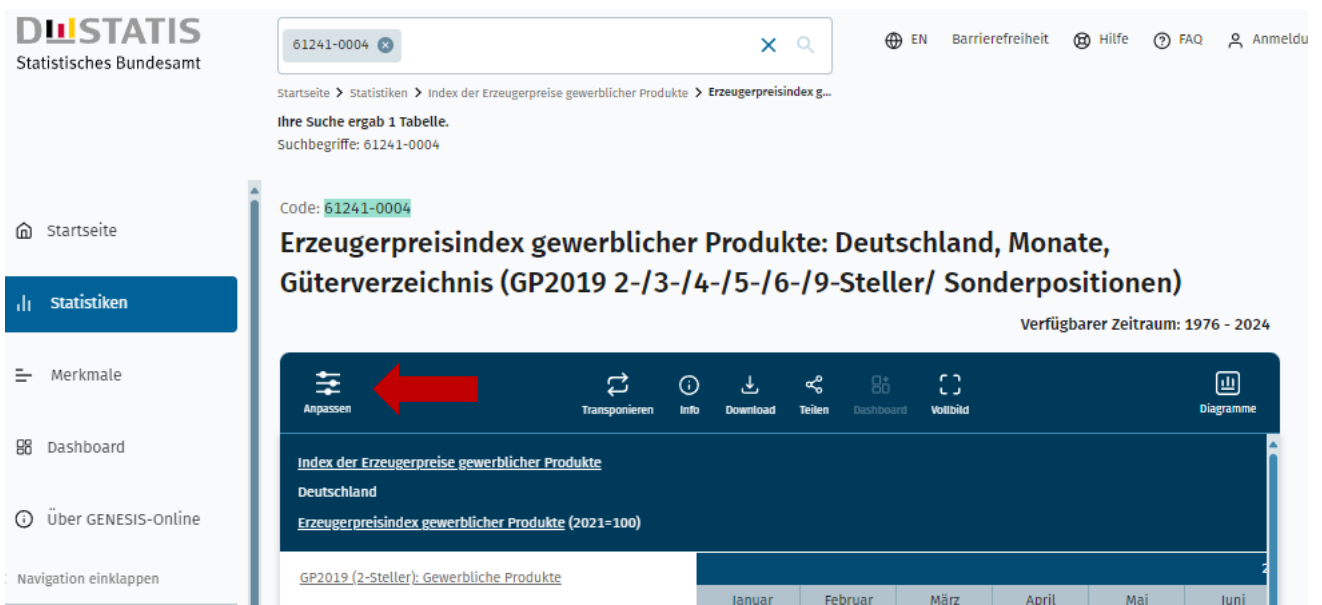 DESTATIS
Statistisches Bundesamt
61241-0004
EN Barrierefreiheit Hilfe FAQ Anmeldu
Startseite > Statistiken > Index der Erzeugerpreise gewerblicher Produkte > Erzeugerpreisindex g...
Ihre Suche ergab 1 Tabelle.
Suchbegriffe: 61241-0004
Startseite
Statistiken
Merkmale
Dashboard
Über GENESIS-Online
Navigation einklappen
Code: 61241-0004
Erzeugerpreisindex gewerblicher Produkte: Deutschland, Monate,
Güterverzeichnis (GP2019 2-/3-/4-/5-/6-/9-Steller/ Sonderpositionen)
Verfügbarer Zeitraum: 1976 - 2024
Anpassen Transponieren Info Download Teilen Dashboard Vollbild Diagramme
Index der Erzeugerpreise gewerblicher Produkte
Deutschland
Erzeugerpreisindex gewerblicher Produkte (2021=100)
GP2019 (2-Steller): Gewerbliche Produkte
2
Januar Februar März April Mai Juni